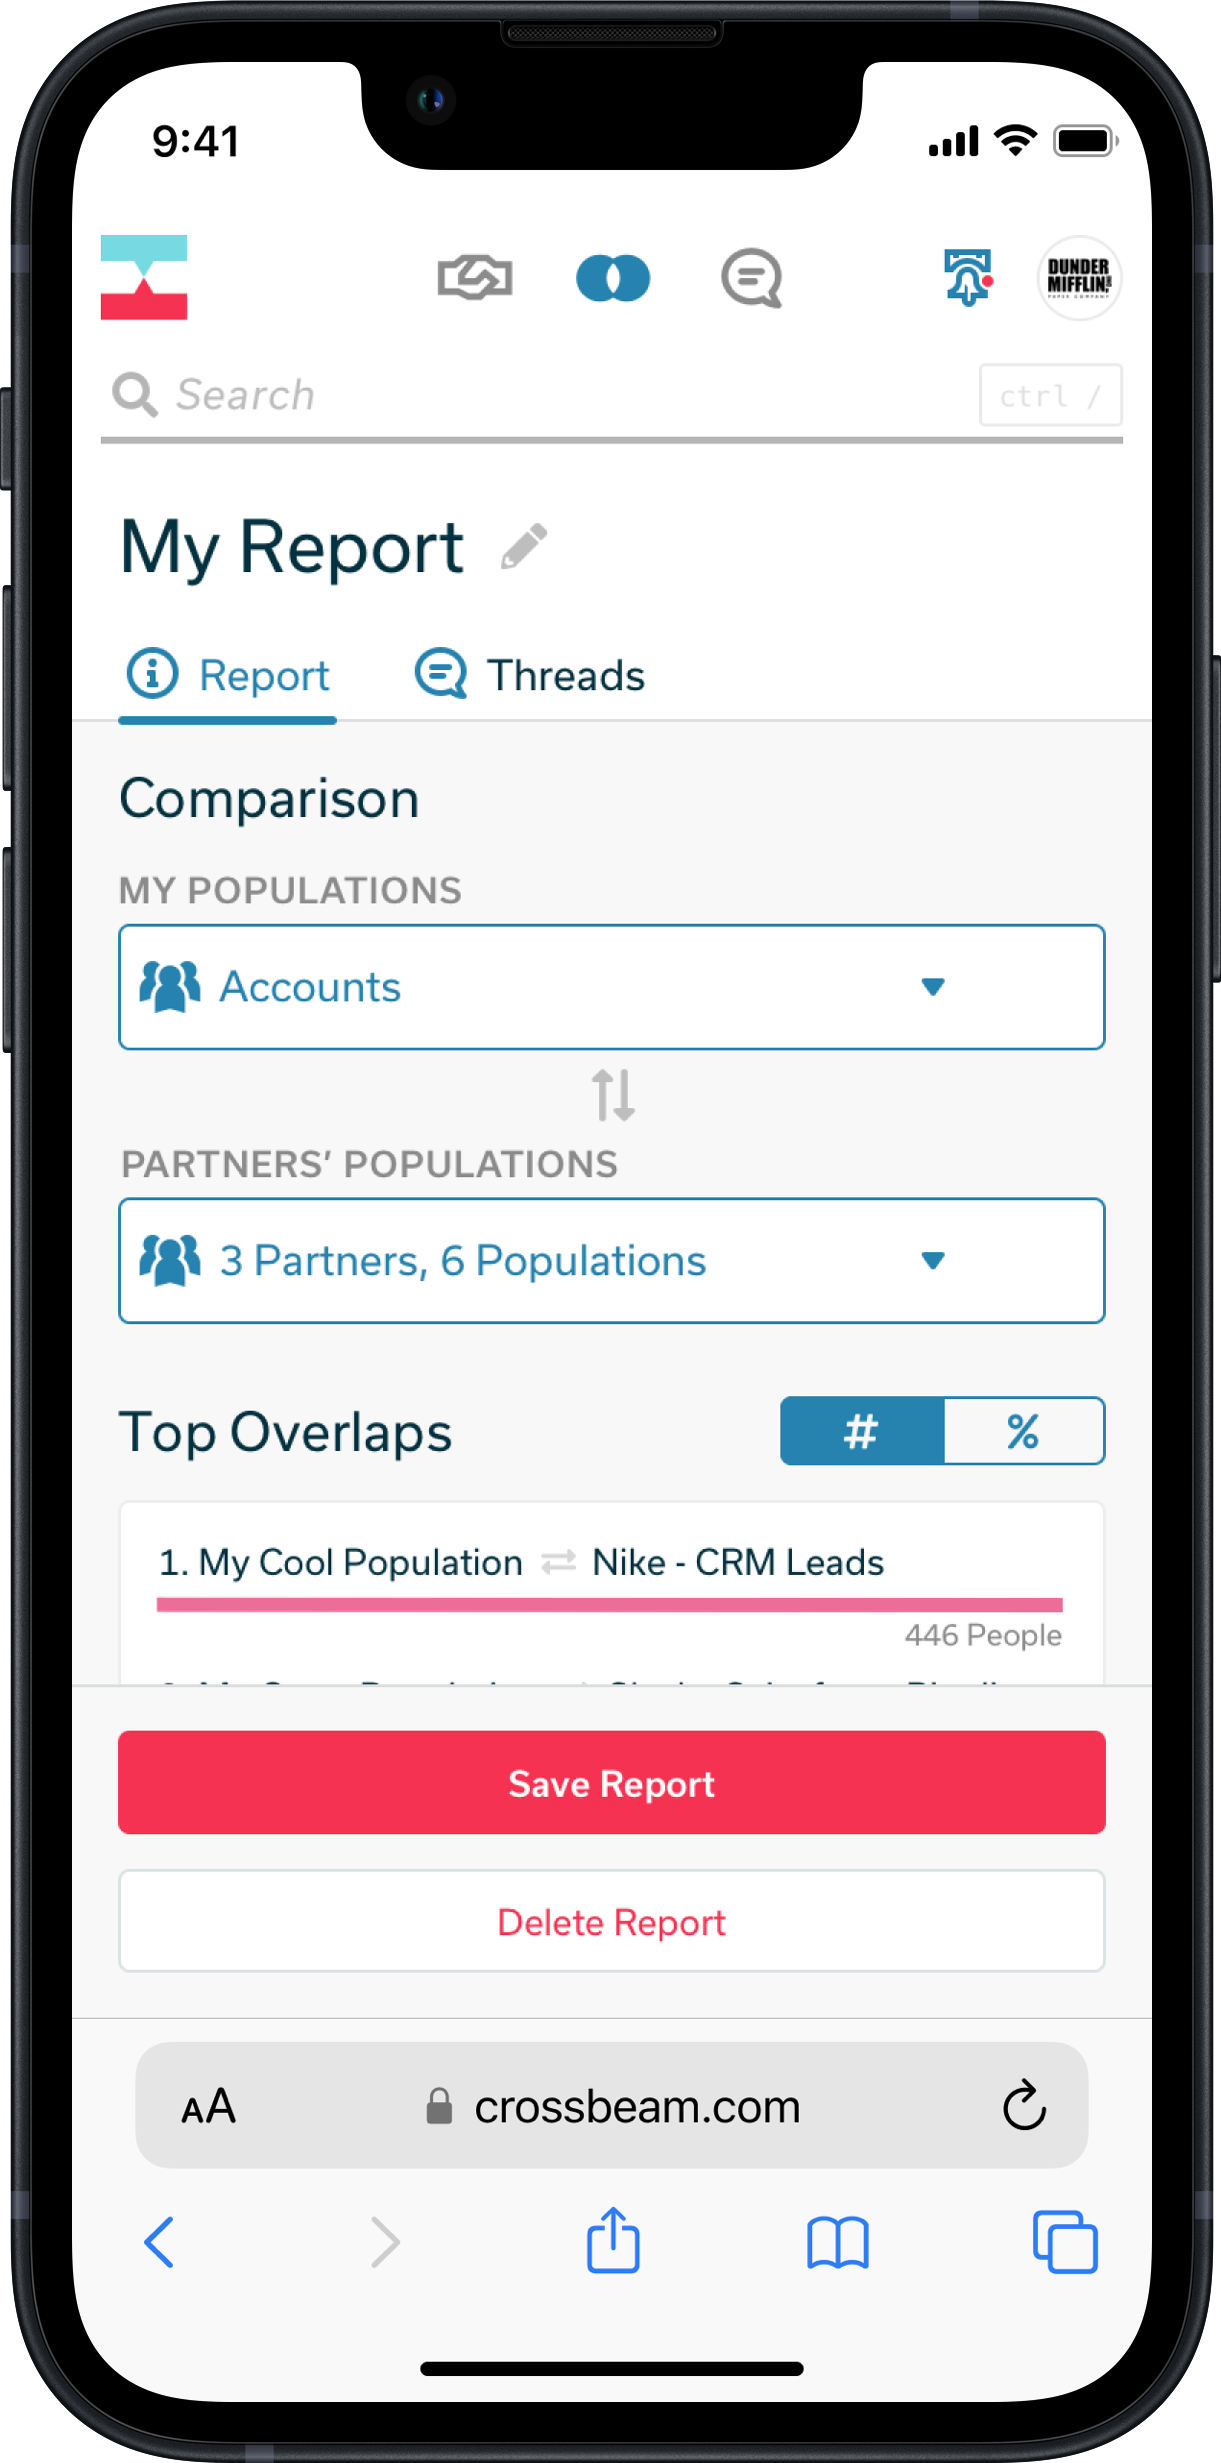 9:41
DUNDER
MIFFLIN
PAPER COMPANY
Search
ctrl /
My Report
Report
Threads
Comparison
MY POPULATIONS
Accounts
PARTNERS’ POPULATIONS
3 Partners, 6 Populations
Top Overlaps
#
%
1. My Cool Population
Nike - CRM Leads
446 People
Save Report
Delete Report
AA
crossbeam.com